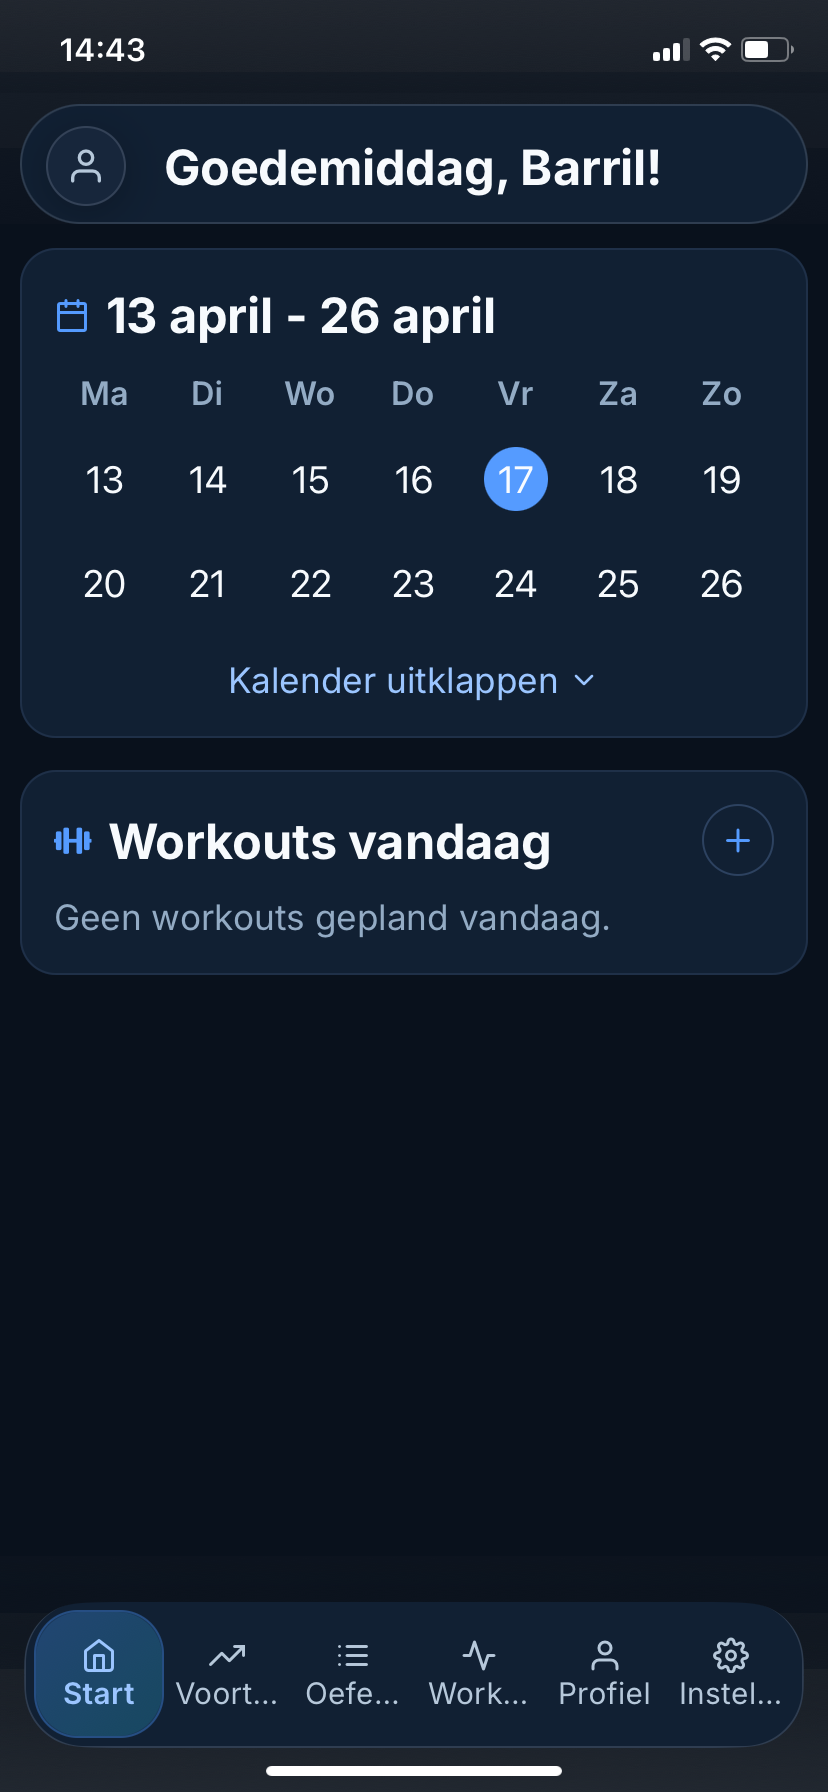 14:43
Goedemiddag, Barril!
13 april - 26 april
Ma Di Wo Do Vr Za Zo
13 14 15 16 17 18 19
20 21 22 23 24 25 26
Kalender uitklappen
Workouts vandaag
Geen workouts gepland vandaag.
Start Voort... Oefe... Work... Profiel Instel...